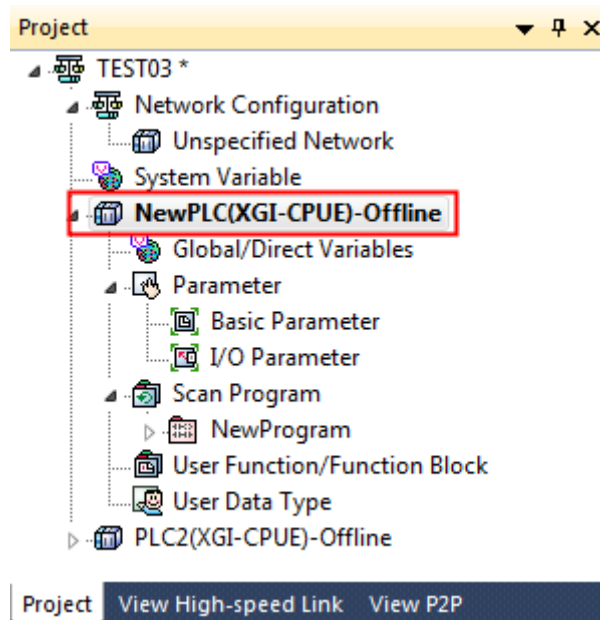 Project
TEST03 *
Network Configuration
Unspecified Network
System Variable
NewPLC(XGI-CPUE)-Offline
Global/Direct Variables
Parameter
Basic Parameter
I/O Parameter
Scan Program
NewProgram
User Function/Function Block
User Data Type
PLC2(XGI-CPUE)-Offline
Project View High-speed Link View P2P